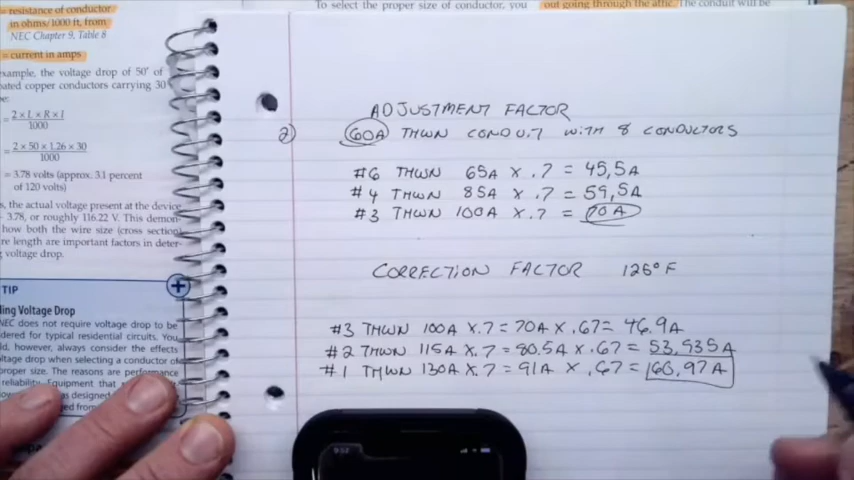 = resistance of conductor
in ohms/1000 ft, from
NEC Chapter 9, Table 8
= current in amps
example, the voltage drop of 50' of
carrying 30
= 2 × L × R × I
1000
= 2 × 50 × 1.26 × 30
1000
= 3.78 volts (approx. 3.1 percent
of 120 volts)
the actual voltage present at the device
- 3.78, or roughly 116.22 V. This demon-
how both the wire size (cross section)
length are important factors in deter-
voltage drop.
TIP
Voltage Drop
NEC does not require voltage drop to be
for typical residential circuits. You
however, always consider the effects
voltage drop when selecting a conductor
size. The reasons are performance
reliability. Equipment that
To select the proper size of conductor, you
out going through the attic. The conduit will be
ADJUSTMENT FACTOR
2) 60A THWN CONDUIT WITH 8 CONDUCTORS
#6 THWN 65A × .7 = 45.5A
#4 THWN 85A × .7 = 59.5A
#3 THWN 100A × .7 = 70A
CORRECTION FACTOR 125°F
#3 THWN 100A × .7 = 70A × .67 = 46.9A
#2 THWN 115A × .7 = 80.5A × .67 = 53.935A
#1 THWN 130A × .7 = 91A × .67 = 60.97A
9:52